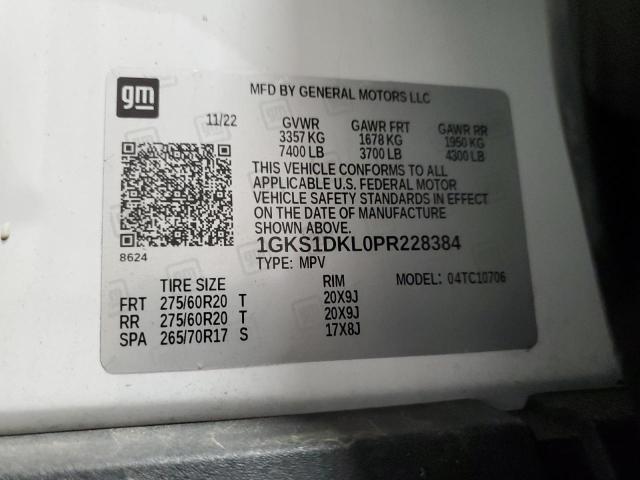 gm
MFD BY GENERAL MOTORS LLC
11/22 GVWR GAWR FRT GAWR RR
3357 KG 1678 KG 1950 KG
7400 LB 3700 LB 4300 LB
THIS VEHICLE CONFORMS TO ALL
APPLICABLE U.S. FEDERAL MOTOR
VEHICLE SAFETY STANDARDS IN EFFECT
ON THE DATE OF MANUFACTURE
SHOWN ABOVE.
8624
1GKS1DKL0PR228384
TYPE: MPV MODEL: 04TC10706
TIRE SIZE RIM
FRT 275/60R20 T 20X9J
RR 275/60R20 T 20X9J
SPA 265/70R17 S 17X8J